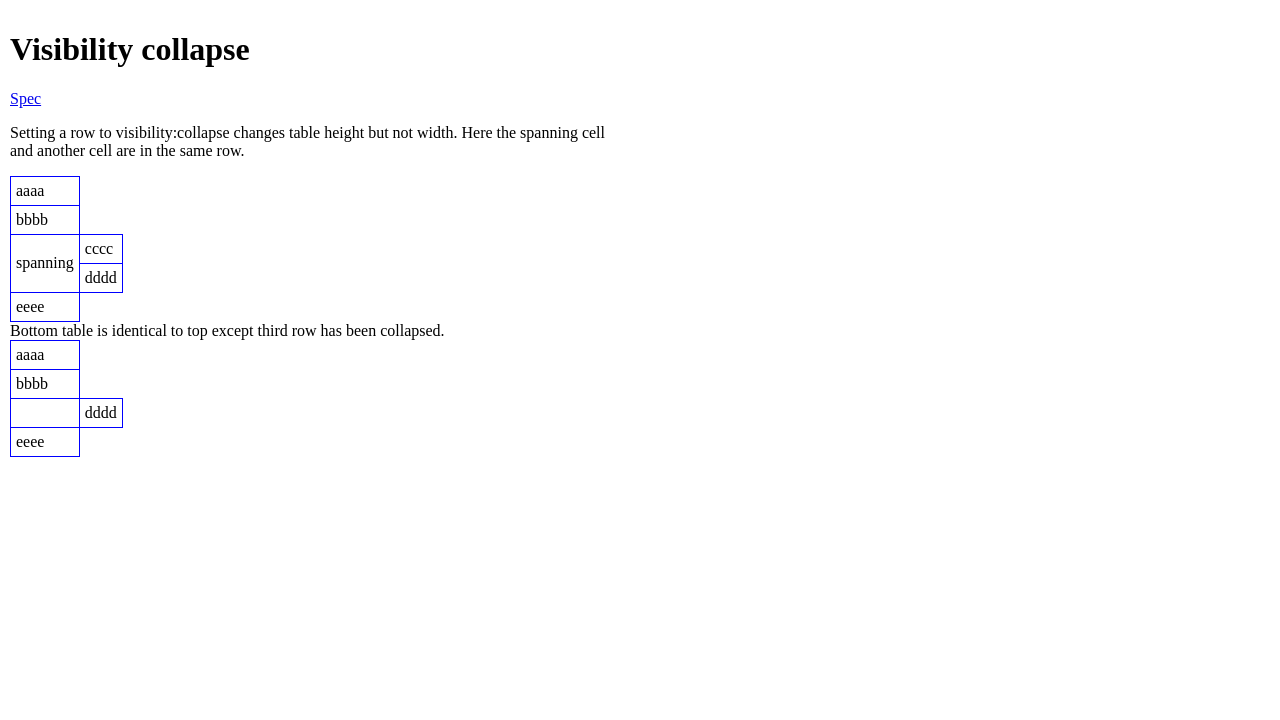 Visibility collapse
Spec
Setting a row to visibility:collapse changes table height but not width. Here the spanning cell
and another cell are in the same row.
aaaa
bbbb
spanning cccc
dddd
eeee
Bottom table is identical to top except third row has been collapsed.
aaaa
bbbb
dddd
eeee